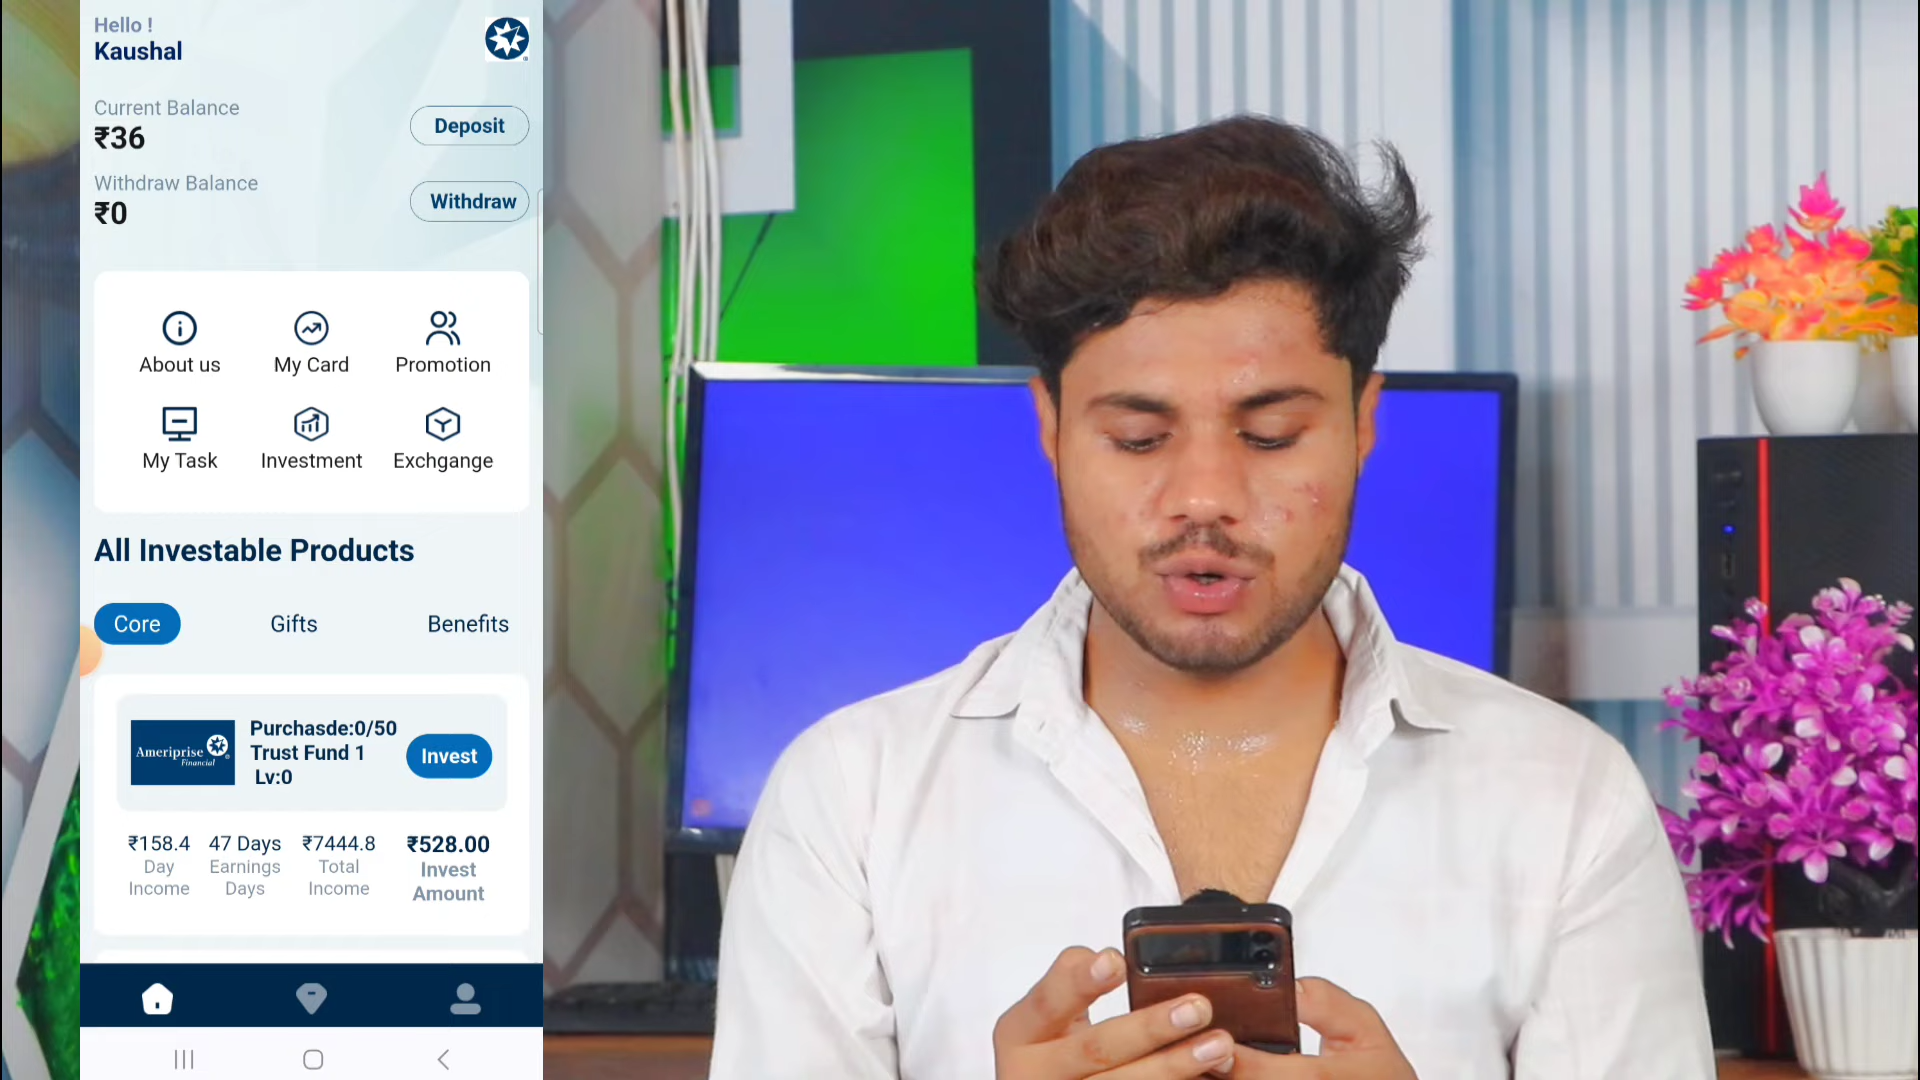 Hello !
Kaushal
Current Balance
₹36
Deposit
Withdraw Balance
₹0
Withdraw
About us
My Card
Promotion
My Task
Investment
Exchgange
All Investable Products
Core
Gifts
Benefits
Ameriprise
Financial
Purchasde:0/50
Trust Fund 1
Lv:0
Invest
₹158.4
Day
Income
47 Days
Earnings
Days
₹7444.8
Total
Income
₹528.00
Invest
Amount